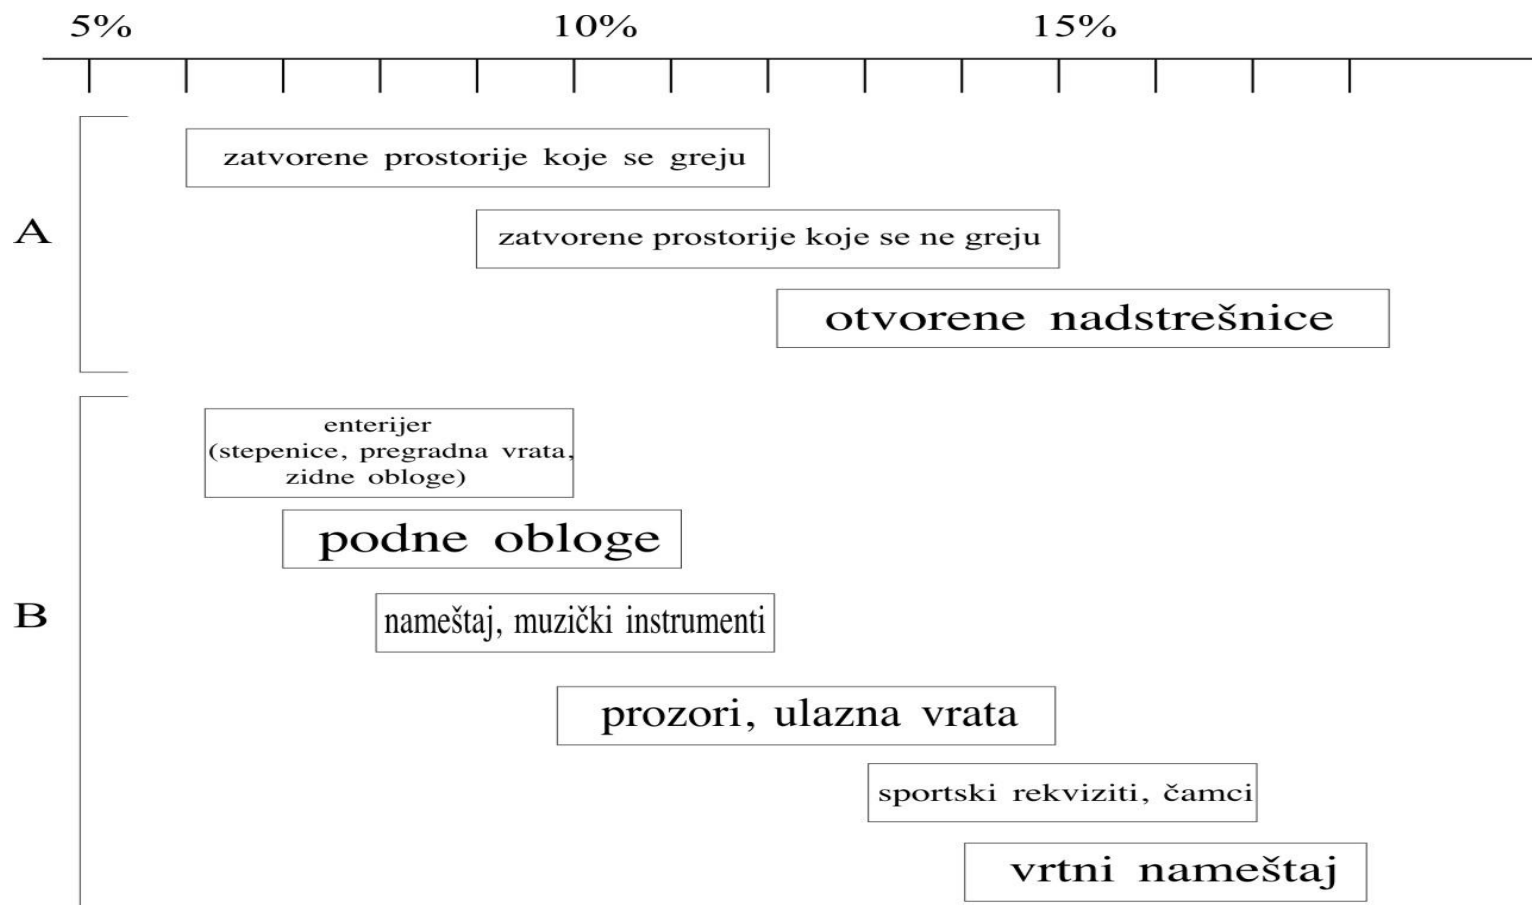 5% 10% 15%
A
zatvorene prostorije koje se greju
zatvorene prostorije koje se ne greju
otvorene nadstrešnice
B
enterijer
(stepenice, pregradna vrata,
zidne obloge)
podne obloge
nameštaj, muzički instrumenti
prozori, ulazna vrata
sportski rekviziti, čamci
vrtni nameštaj